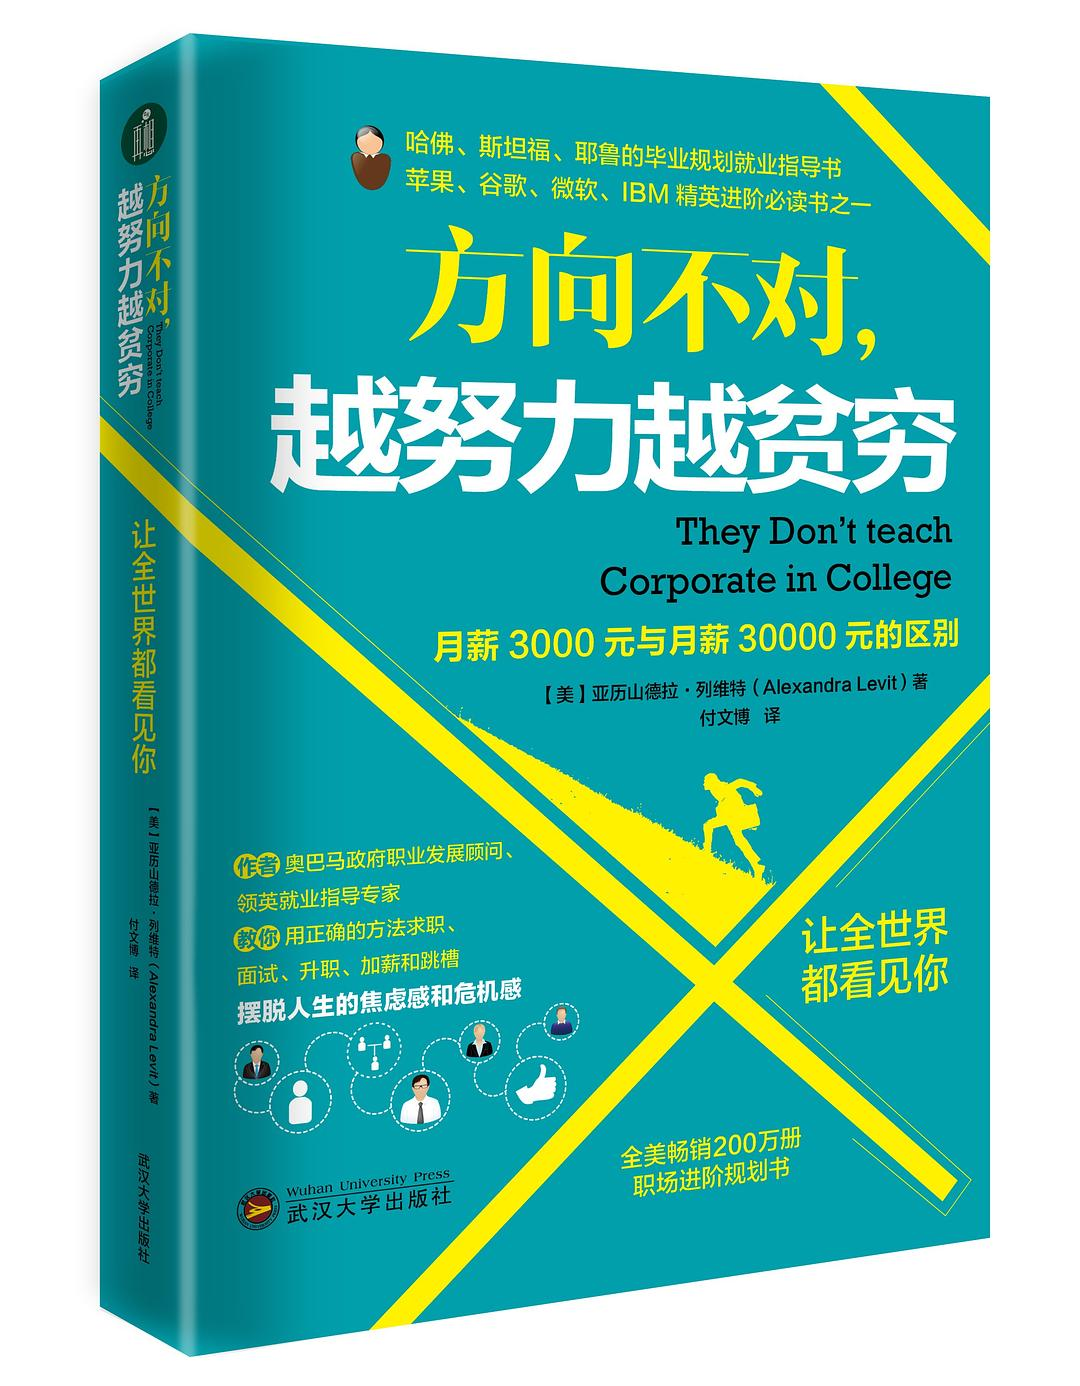 哈佛、斯坦福、耶鲁的毕业规划就业指导书
苹果、谷歌、微软、IBM 精英进阶必读书之一
方向不对，
越努力越贫穷
They Don't teach
Corporate in College
月薪 3000 元与月薪 30000 元的区别
【美】亚历山德拉·列维特（Alexandra Levit）著
付文博 译
作者 奥巴马政府职业发展顾问、
领英就业指导专家
教你 用正确的方法求职、
面试、升职、加薪和跳槽
摆脱人生的焦虑感和危机感
让全世界
都看见你
全美畅销200万册
职场进阶规划书
Wuhan University Press
武汉大学出版社
再想
方向不对，
越努力越贫穷
They Don't teach
Corporate in College
让全世界都看见你
【美】亚历山德拉·列维特（Alexandra Levit）著
付文博 译
武汉大学出版社